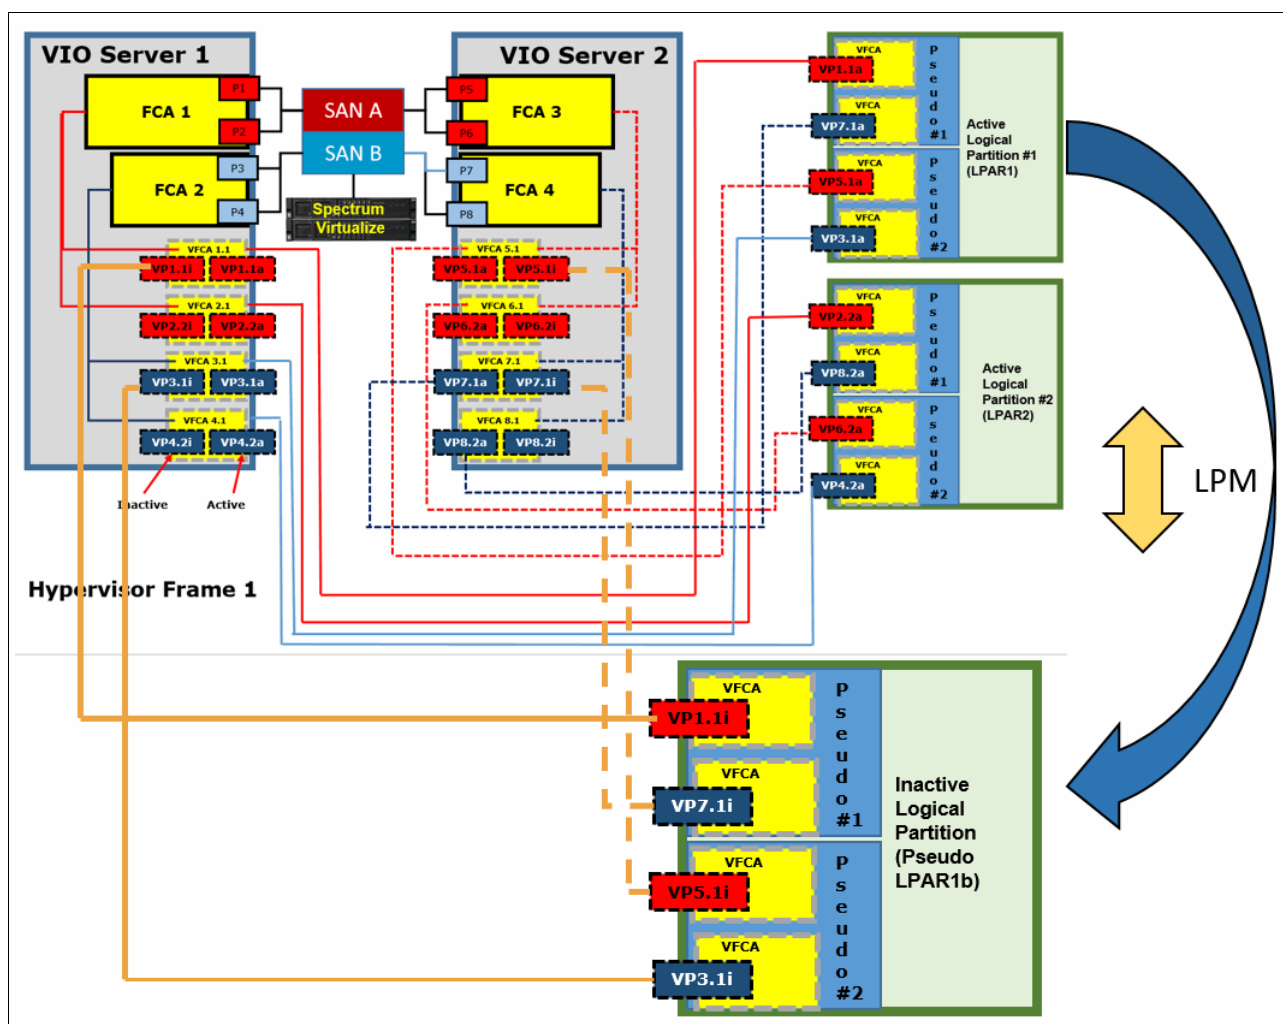 VIO Server 1
FCA 1
P1
P2
FCA 2
P3
P4
SAN A
SAN B
Spectrum
Virtualize
VIO Server 2
P5
P6
FCA 3
P7
P8
FCA 4
VFCA 1.1
VP1.1i
VP1.1a
VFCA 2.1
VP2.2i
VP2.2a
VFCA 3.1
VP3.1i
VP3.1a
VFCA 4.1
VP4.2i
VP4.2a
Inactive
Active
VFCA 5.1
VP5.1a
VP5.1i
VFCA 6.1
VP6.2a
VP6.2i
VFCA 7.1
VP7.1a
VP7.1i
VFCA 8.1
VP8.2a
VP8.2i
Hypervisor Frame 1
VFCA
VP1.1a
VFCA
VP7.1a
Pseudo #1
VFCA
VP5.1a
VFCA
VP3.1a
Pseudo #2
Active
Logical
Partition #1
(LPAR1)
VFCA
VP2.2a
VFCA
VP8.2a
Pseudo #1
VFCA
VP6.2a
VFCA
VP4.2a
Pseudo #2
Active
Logical
Partition #2
(LPAR2)
LPM
VFCA
VP1.1i
VFCA
VP7.1i
Pseudo #1
VFCA
VP5.1i
VFCA
VP3.1i
Pseudo #2
Inactive
Logical
Partition
(Pseudo
LPAR1b)